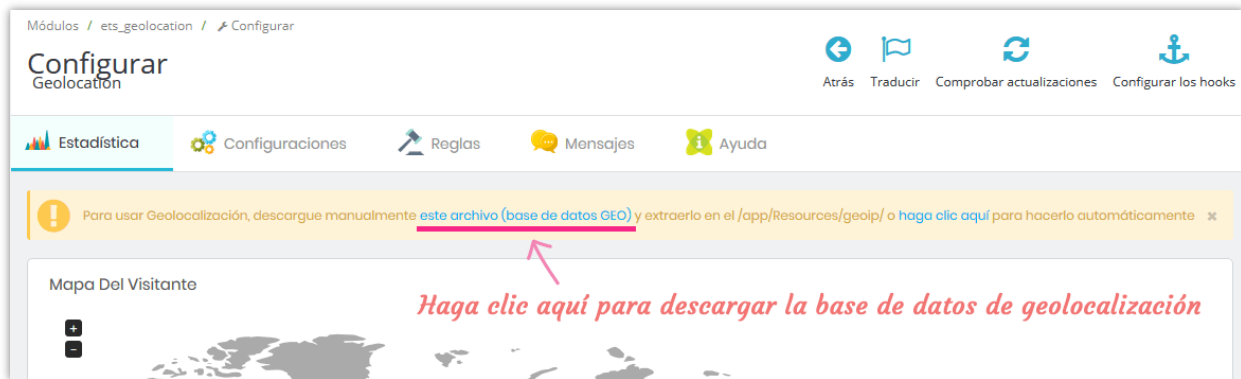 Módulos / ets_geolocation / Configurar
Configurar
Geolocation
Atrás Traducir Comprobar actualizaciones Configurar los hooks
Estadística Configuraciones Reglas Mensajes Ayuda
Para usar Geolocalización, descargue manualmente este archivo (base de datos GEO) y extraerlo en el /app/Resources/geoip/ o haga clic aquí para hacerlo automáticamente ×
Mapa Del Visitante
Haga clic aquí para descargar la base de datos de geolocalización
+
-